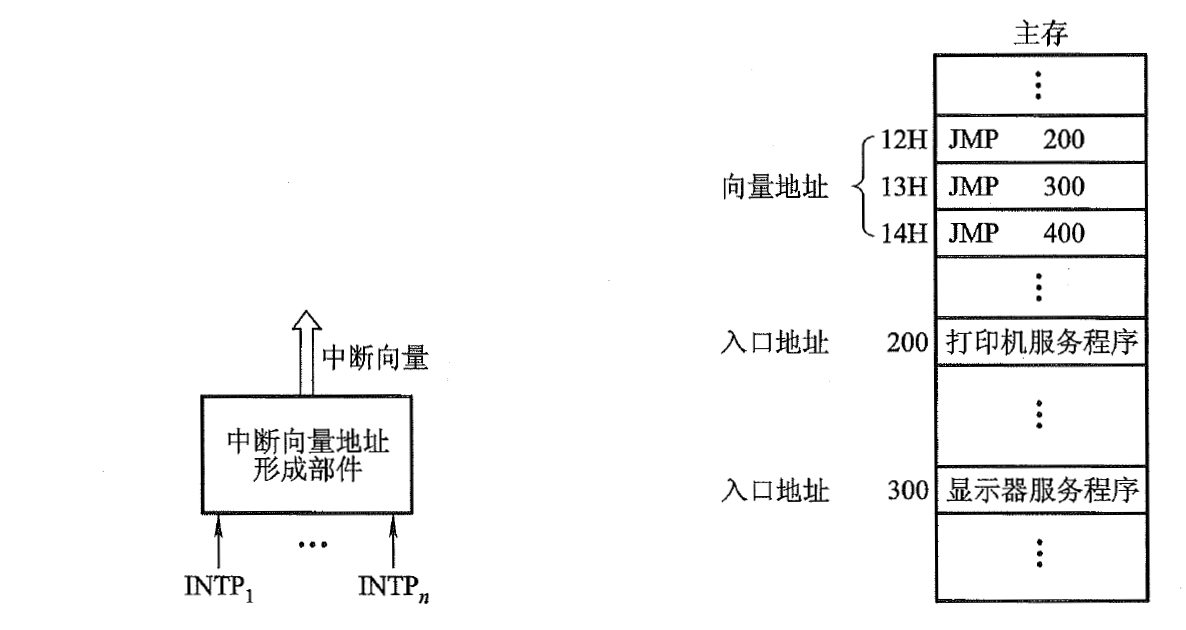 主存
12H JMP 200
向量地址 13H JMP 300
14H JMP 400
入口地址 200 打印机服务程序
中断向量
中断向量地址
形成部件
入口地址 300 显示器服务程序
INTP1 … INTPn